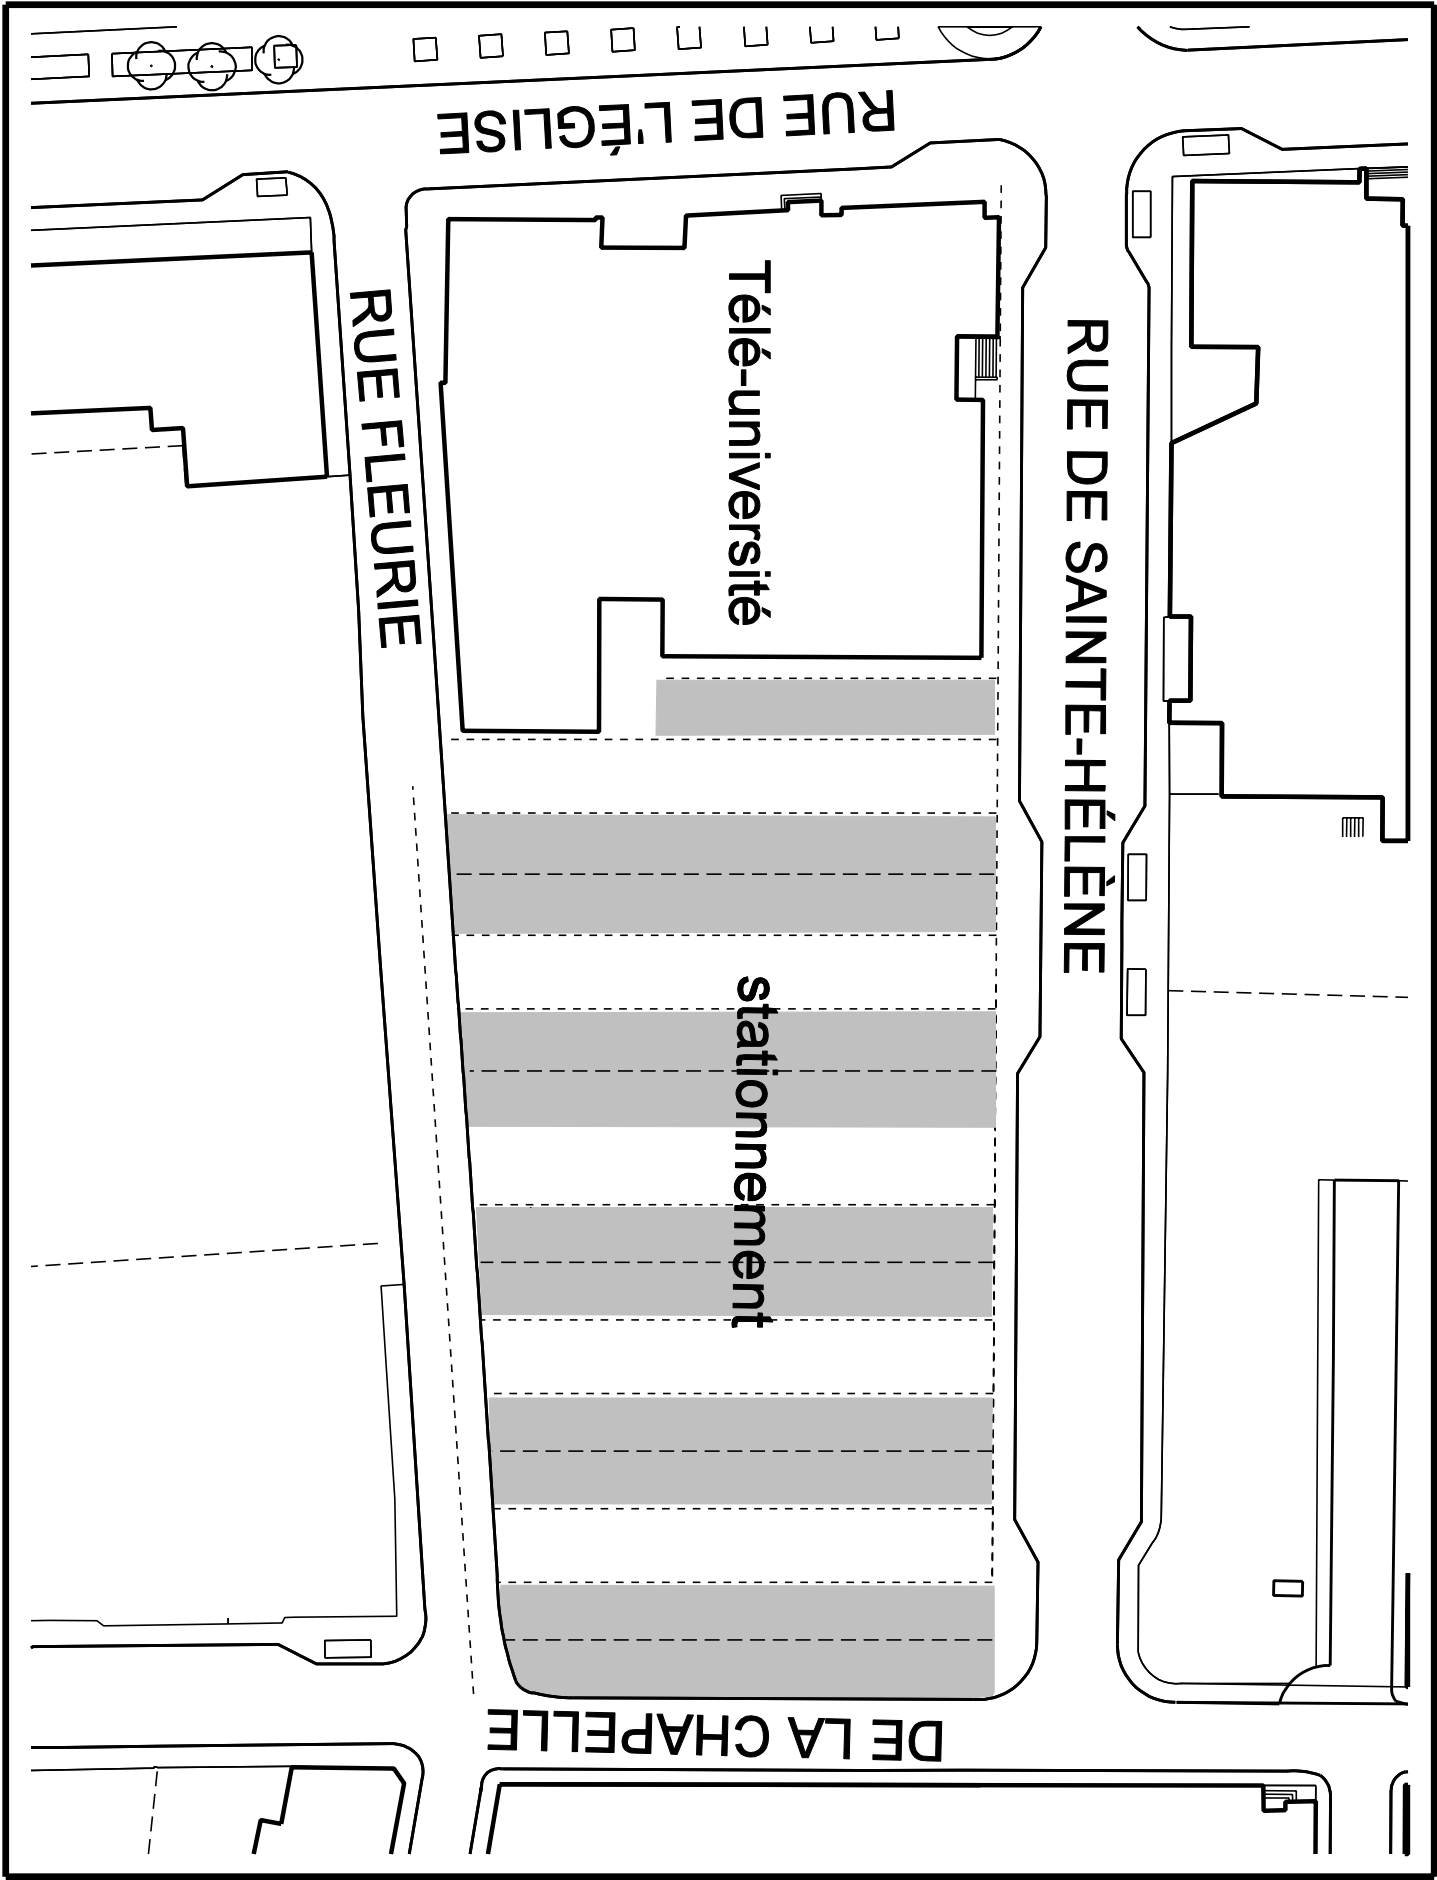 RUE DE L'ÉGLISE
RUE FLEURIE
Télé-université
RUE DE SAINTE-HÉLÈNE
stationnement
DE LA CHAPELLE